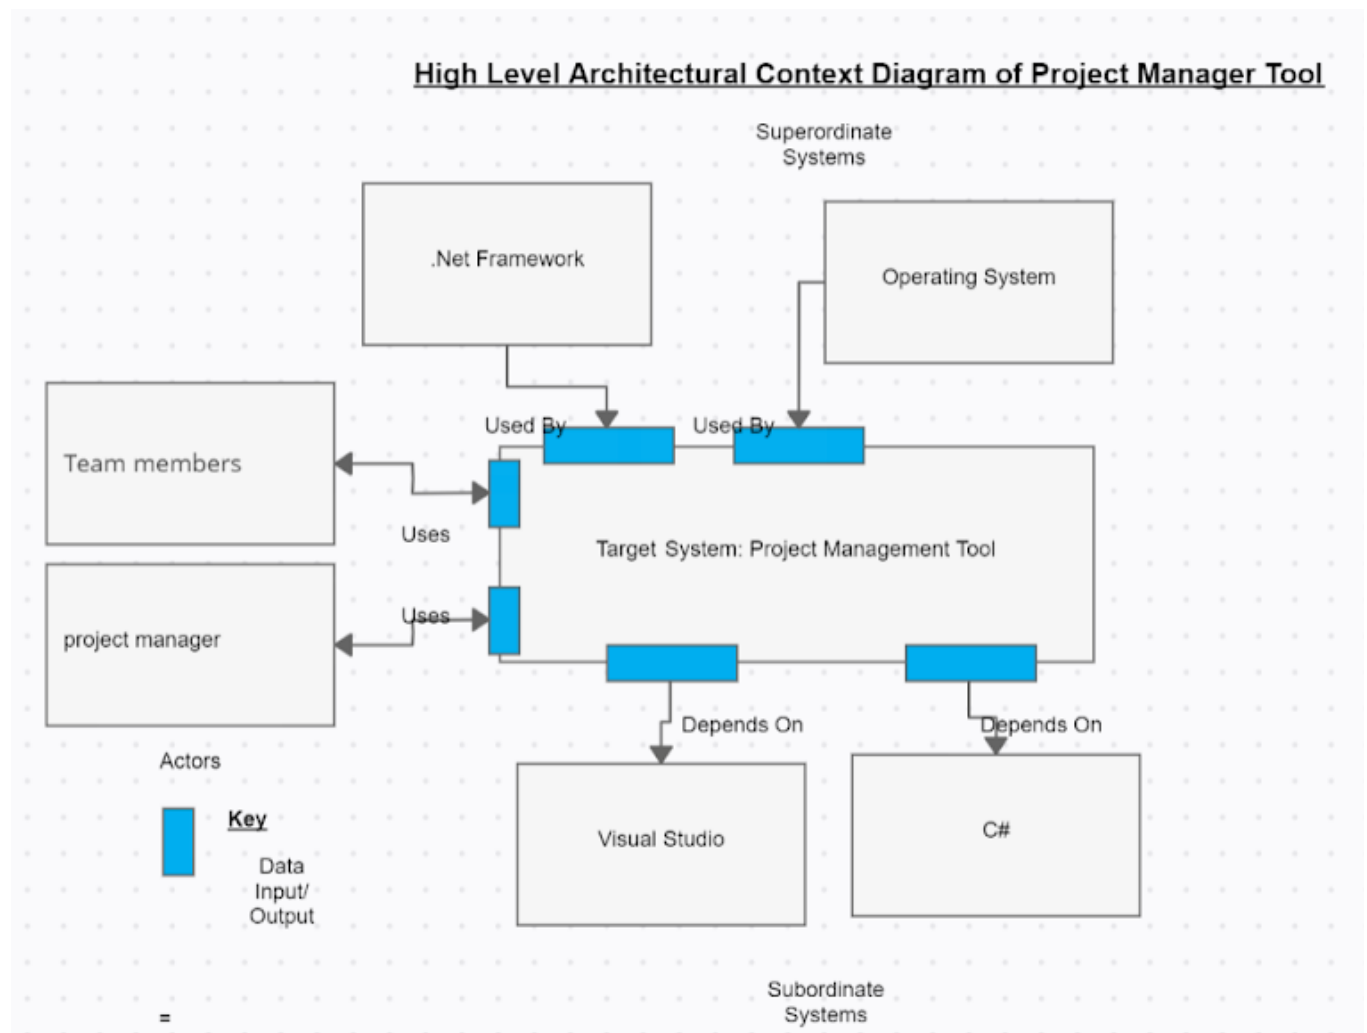 High Level Architectural Context Diagram of Project Manager Tool
Superordinate
Systems
.Net Framework
Operating System
Used By
Used By
Team members
Uses
Target System: Project Management Tool
Uses
project manager
Depends On
Depends On
Actors
Key
Data
Input/
Output
Visual Studio
C#
Subordinate
Systems
=